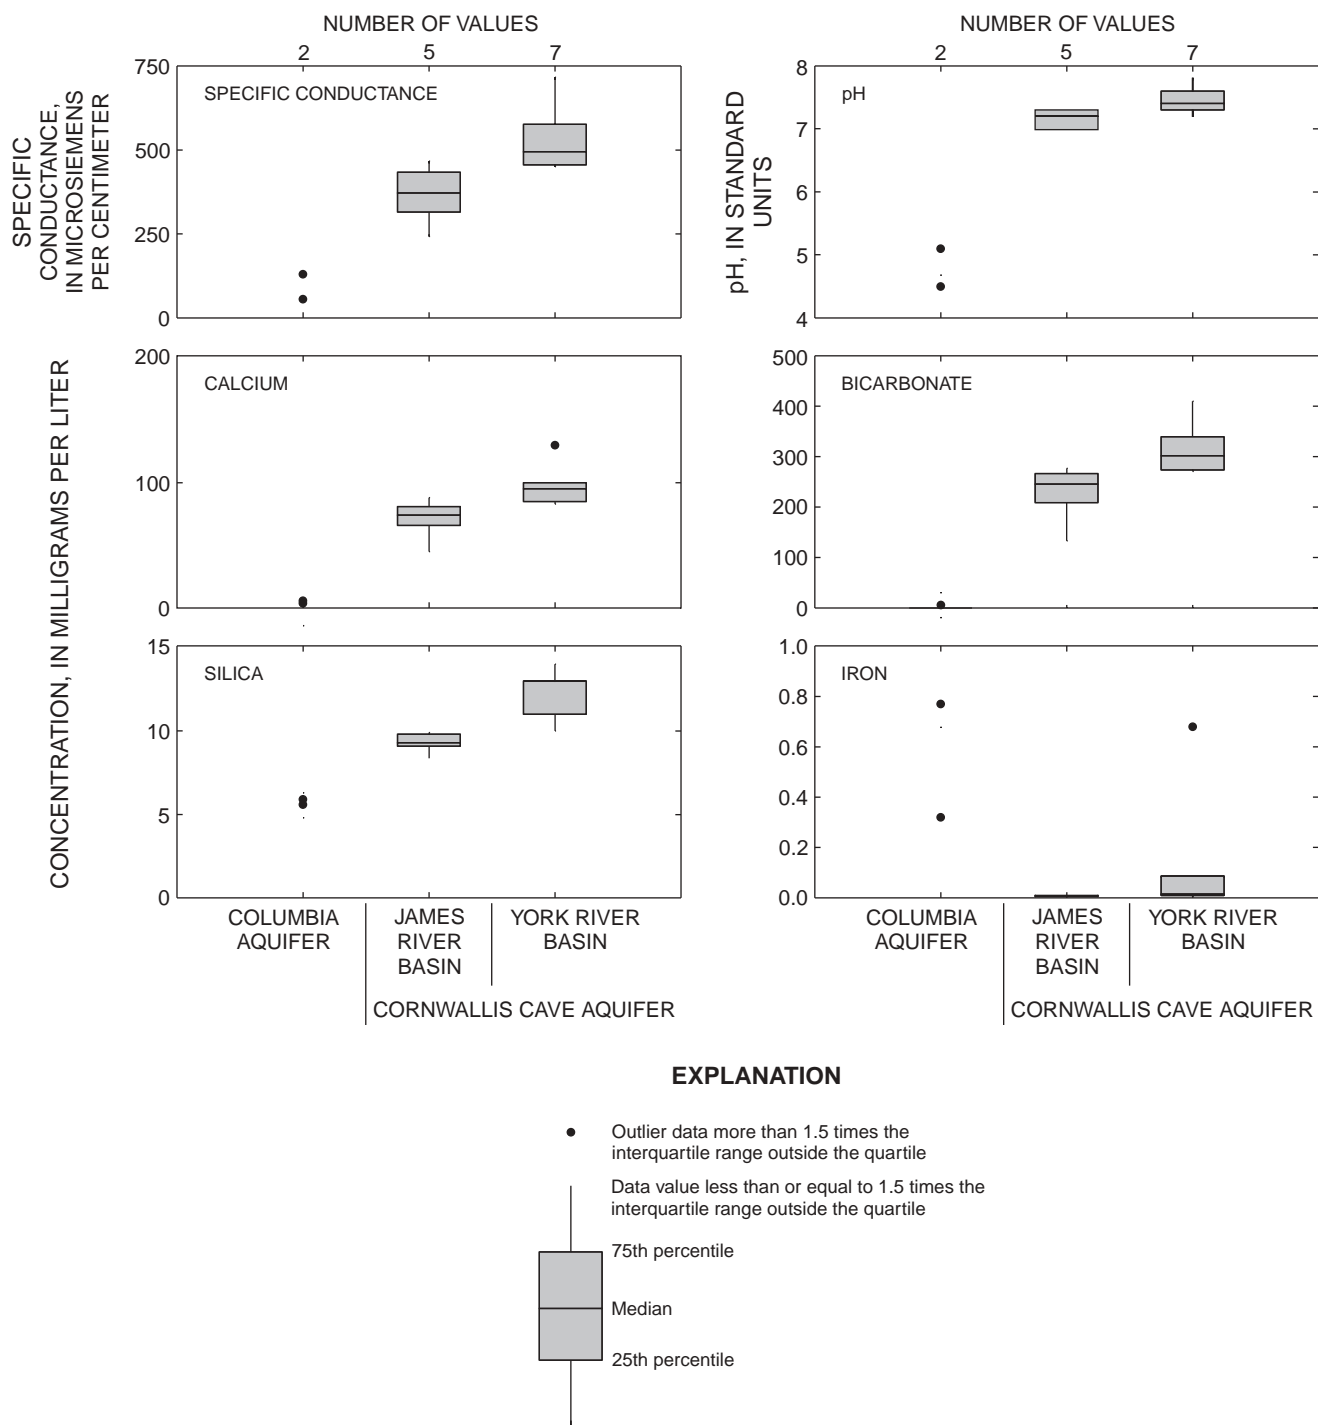 NUMBER OF VALUES
2 5 7
SPECIFIC
CONDUCTANCE,
IN MICROSIEMENS
PER CENTIMETER
750
500
250
0
SPECIFIC CONDUCTANCE
NUMBER OF VALUES
2 5 7
pH, IN STANDARD
UNITS
8
7
6
5
4
pH
CONCENTRATION, IN MILLIGRAMS PER LITER
200
100
0
CALCIUM
500
400
300
200
100
0
BICARBONATE
15
10
5
0
SILICA
1.0
0.8
0.6
0.4
0.2
0.0
IRON
COLUMBIA
AQUIFER
JAMES
RIVER
BASIN
YORK RIVER
BASIN
CORNWALLIS CAVE AQUIFER
COLUMBIA
AQUIFER
JAMES
RIVER
BASIN
YORK RIVER
BASIN
CORNWALLIS CAVE AQUIFER
EXPLANATION
Outlier data more than 1.5 times the
interquartile range outside the quartile
Data value less than or equal to 1.5 times the
interquartile range outside the quartile
75th percentile
Median
25th percentile